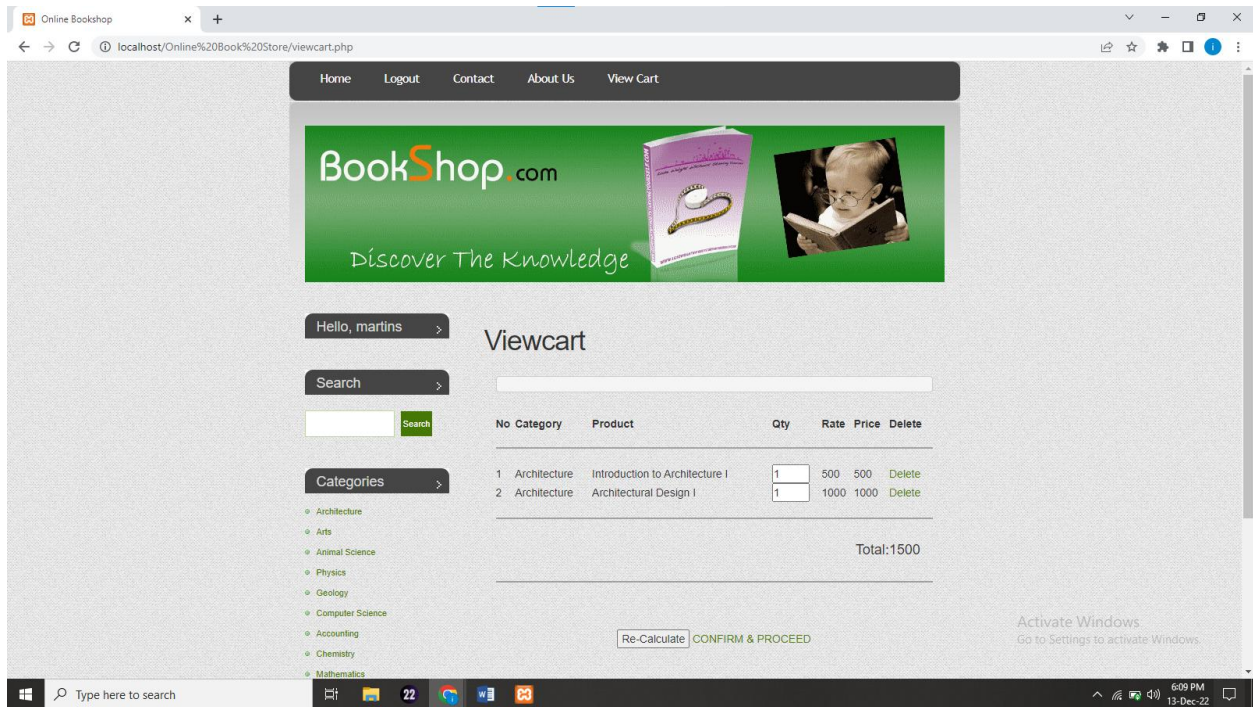 Online Bookshop
localhost/Online%20Book%20Store/viewcart.php
Home Logout Contact About Us View Cart
BookShop.com
Discover The Knowledge
Hello, martins
Viewcart
Search
Search
No Category Product Qty Rate Price Delete
1 Architecture Introduction to Architecture I 1 500 500 Delete
2 Architecture Architectural Design I 1 1000 1000 Delete
Categories
Architecture
Arts
Animal Science
Physics
Geology
Computer Science
Accounting
Chemistry
Mathematics
Total:1500
Re-Calculate CONFIRM & PROCEED
Activate Windows
Go to Settings to activate Windows.
Type here to search
22
6:09 PM
13-Dec-22